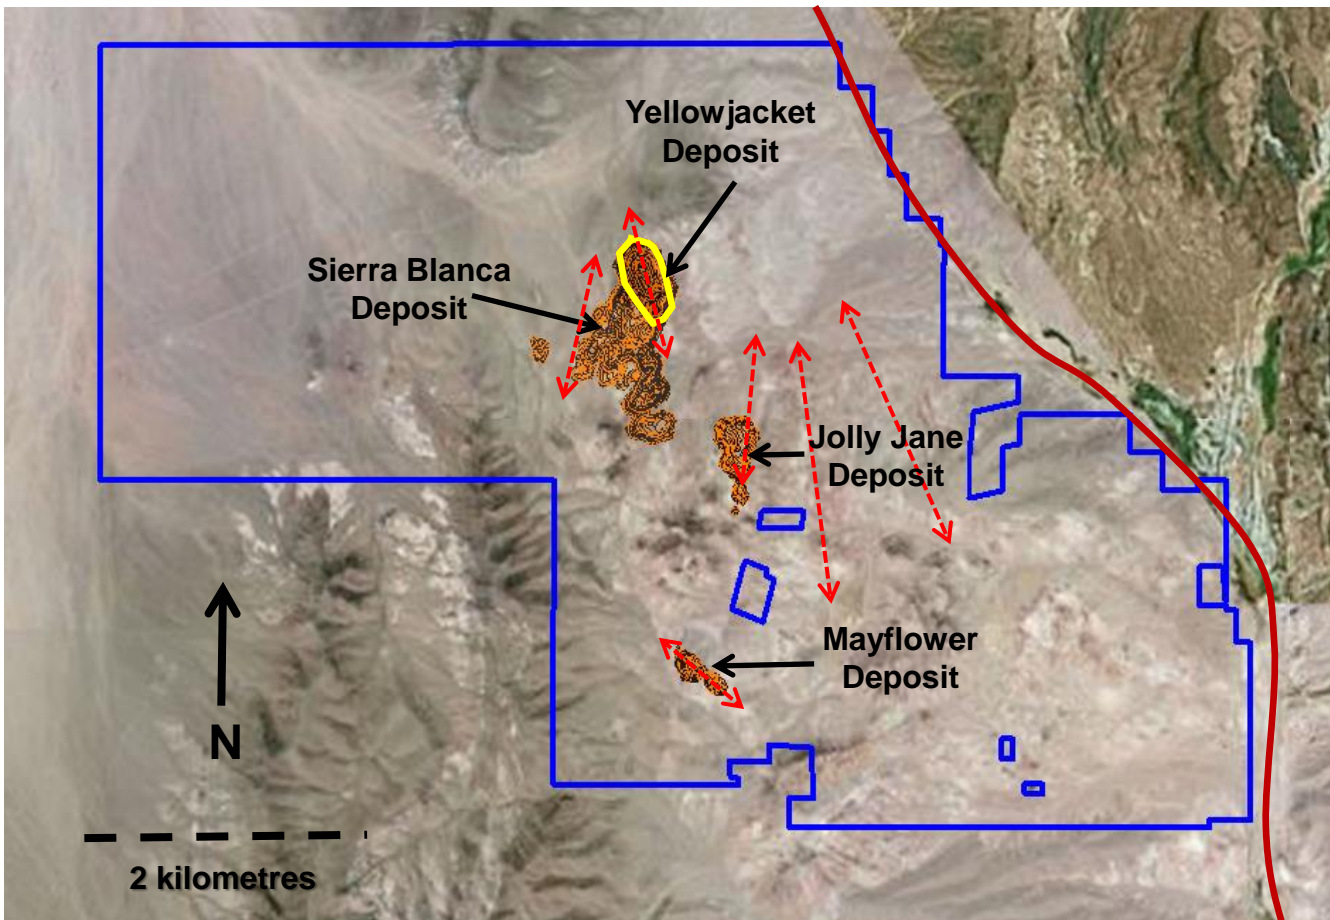 Yellowjacket
Deposit
Sierra Blanca
Deposit
Jolly Jane
Deposit
Mayflower
Deposit
N
2 kilometres